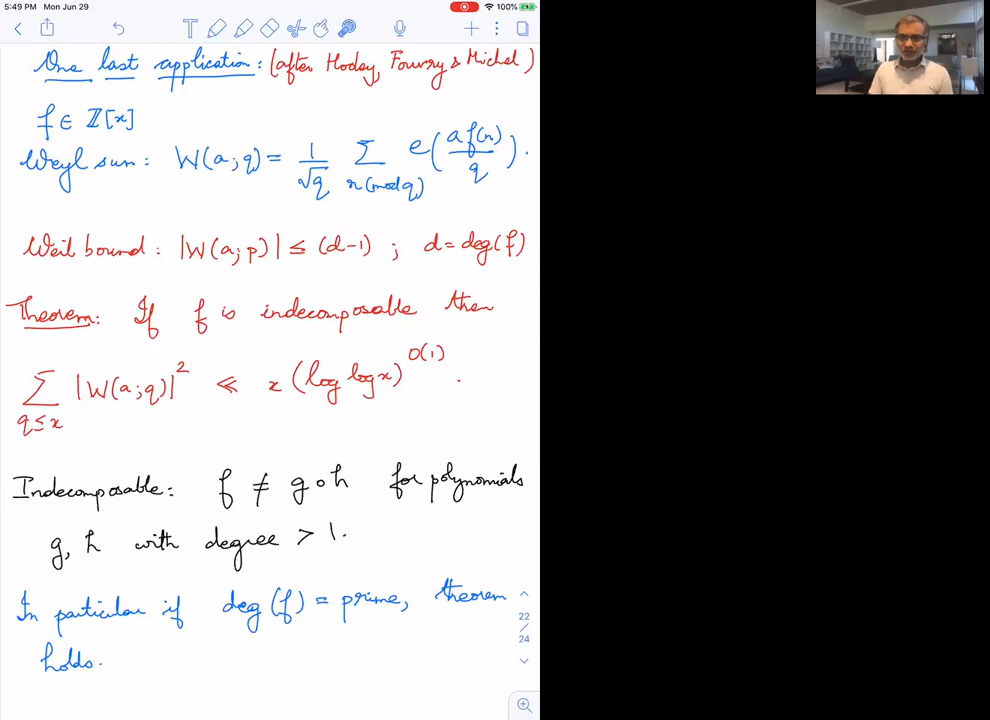 5:49 PM Mon Jun 29
100%
One last application: (after Hooley, Fouvry & Michel)
f ∈ ℤ[x]
Weyl sum: W(a;q) = 1/√q ∑_{n (mod q)} e(af(n)/q).
Weil bound: |W(a;p)| ≤ (d-1) ; d = deg(f)
Theorem: If f is indecomposable then
∑_{q≤x} |W(a;q)|² ≪ x (log log x)^{O(1)}.
Indecomposable: f ≠ g∘h for polynomials
g, h with degree > 1.
In particular if deg(f) = prime, theorem
holds.
22
/
24